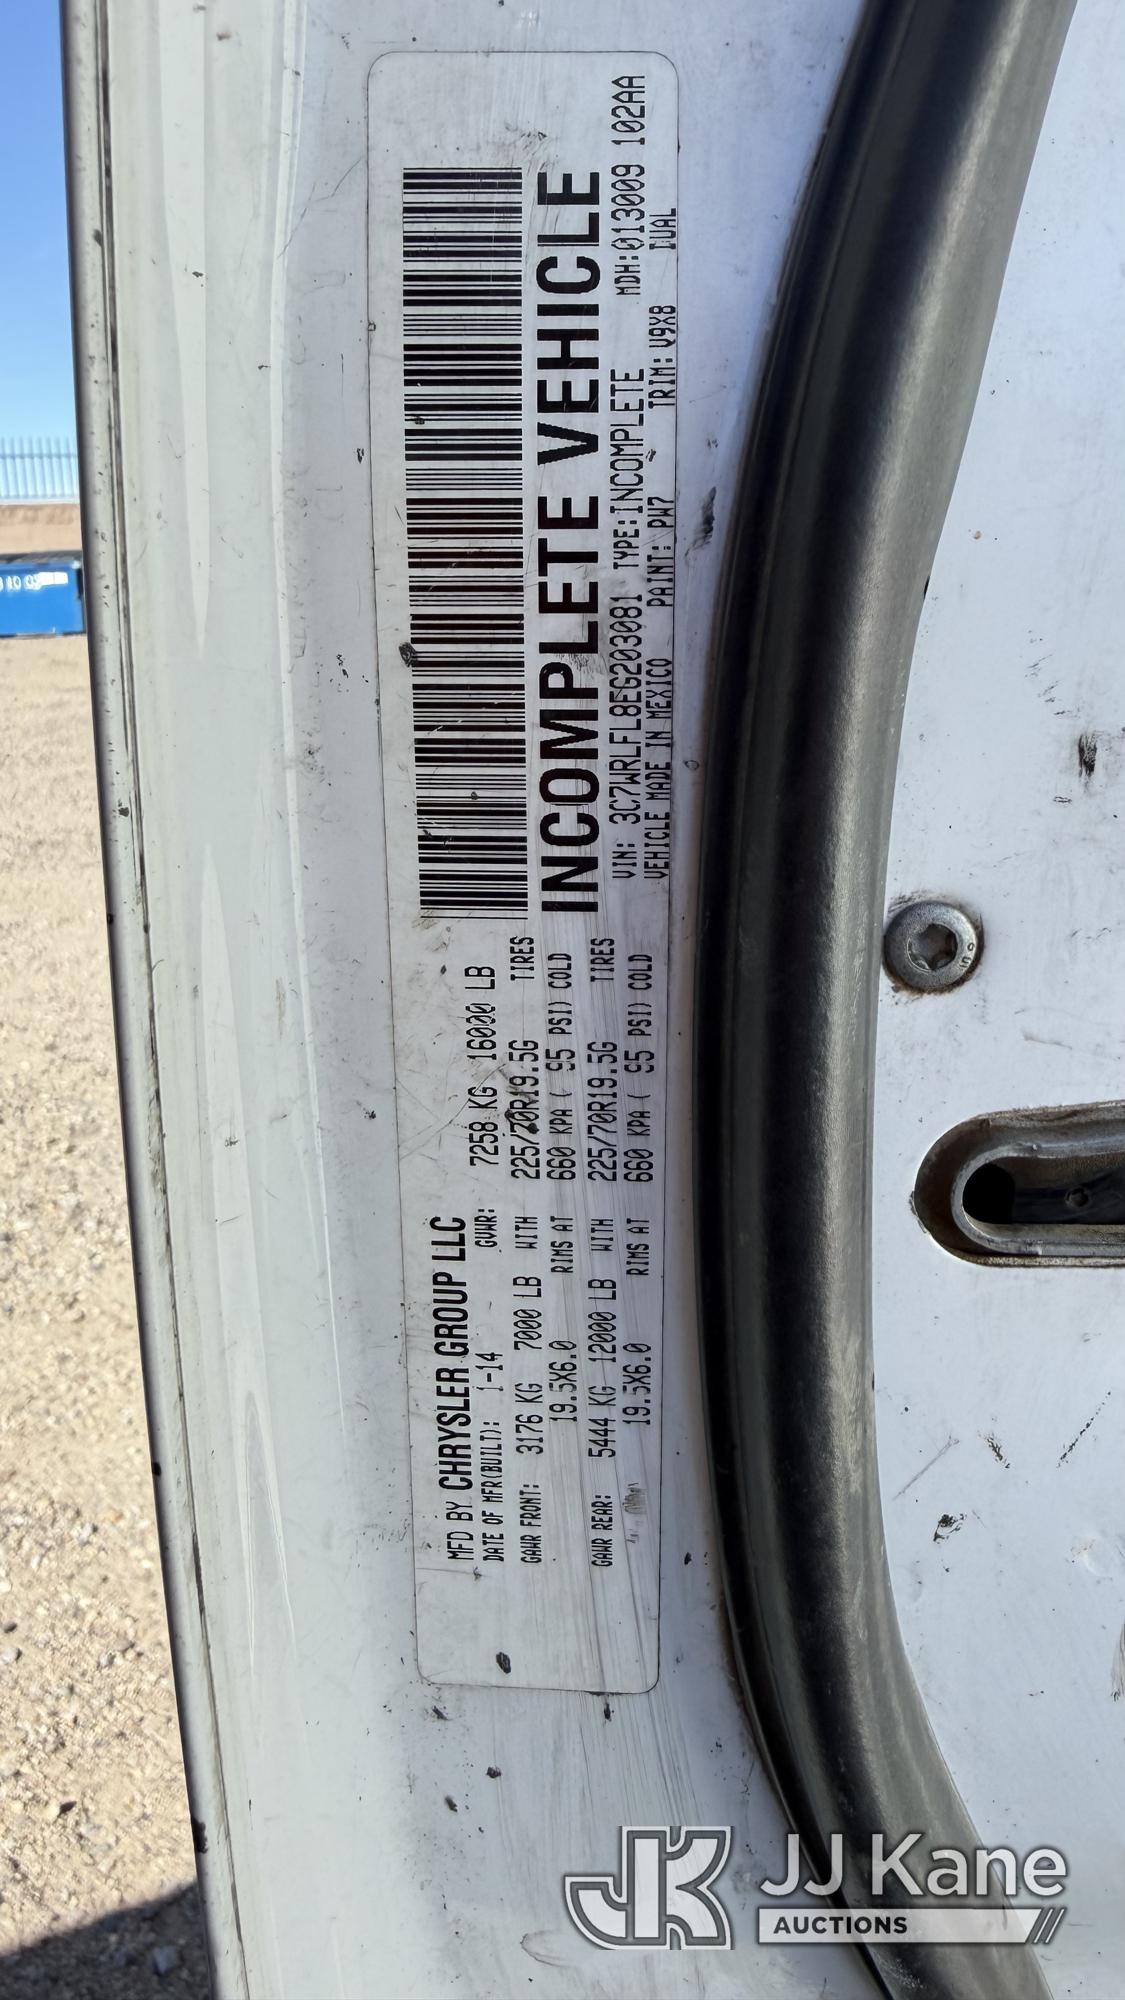 MFD BY CHRYSLER GROUP LLC
DATE OF MFR(BUILT): 1-14 GVWR: 7258 KG 16000 LB
GAWR FRONT: 3176 KG 7000 LB WITH 225/70R19.5G TIRES
19.5X6.0 RIMS AT 660 KPA ( 95 PSI) COLD
GAWR REAR: 5444 KG 12000 LB WITH 225/70R19.5G TIRES
19.5X6.0 RIMS AT 660 KPA ( 95 PSI) COLD
INCOMPLETE VEHICLE
VIN: 3C7WRLFL8EG203081 TYPE:INCOMPLETE MDH:013009 102AA
VEHICLE MADE IN MEXICO PAINT: PW7 TRIM: V9X8 DUAL
JK JJ Kane
AUCTIONS